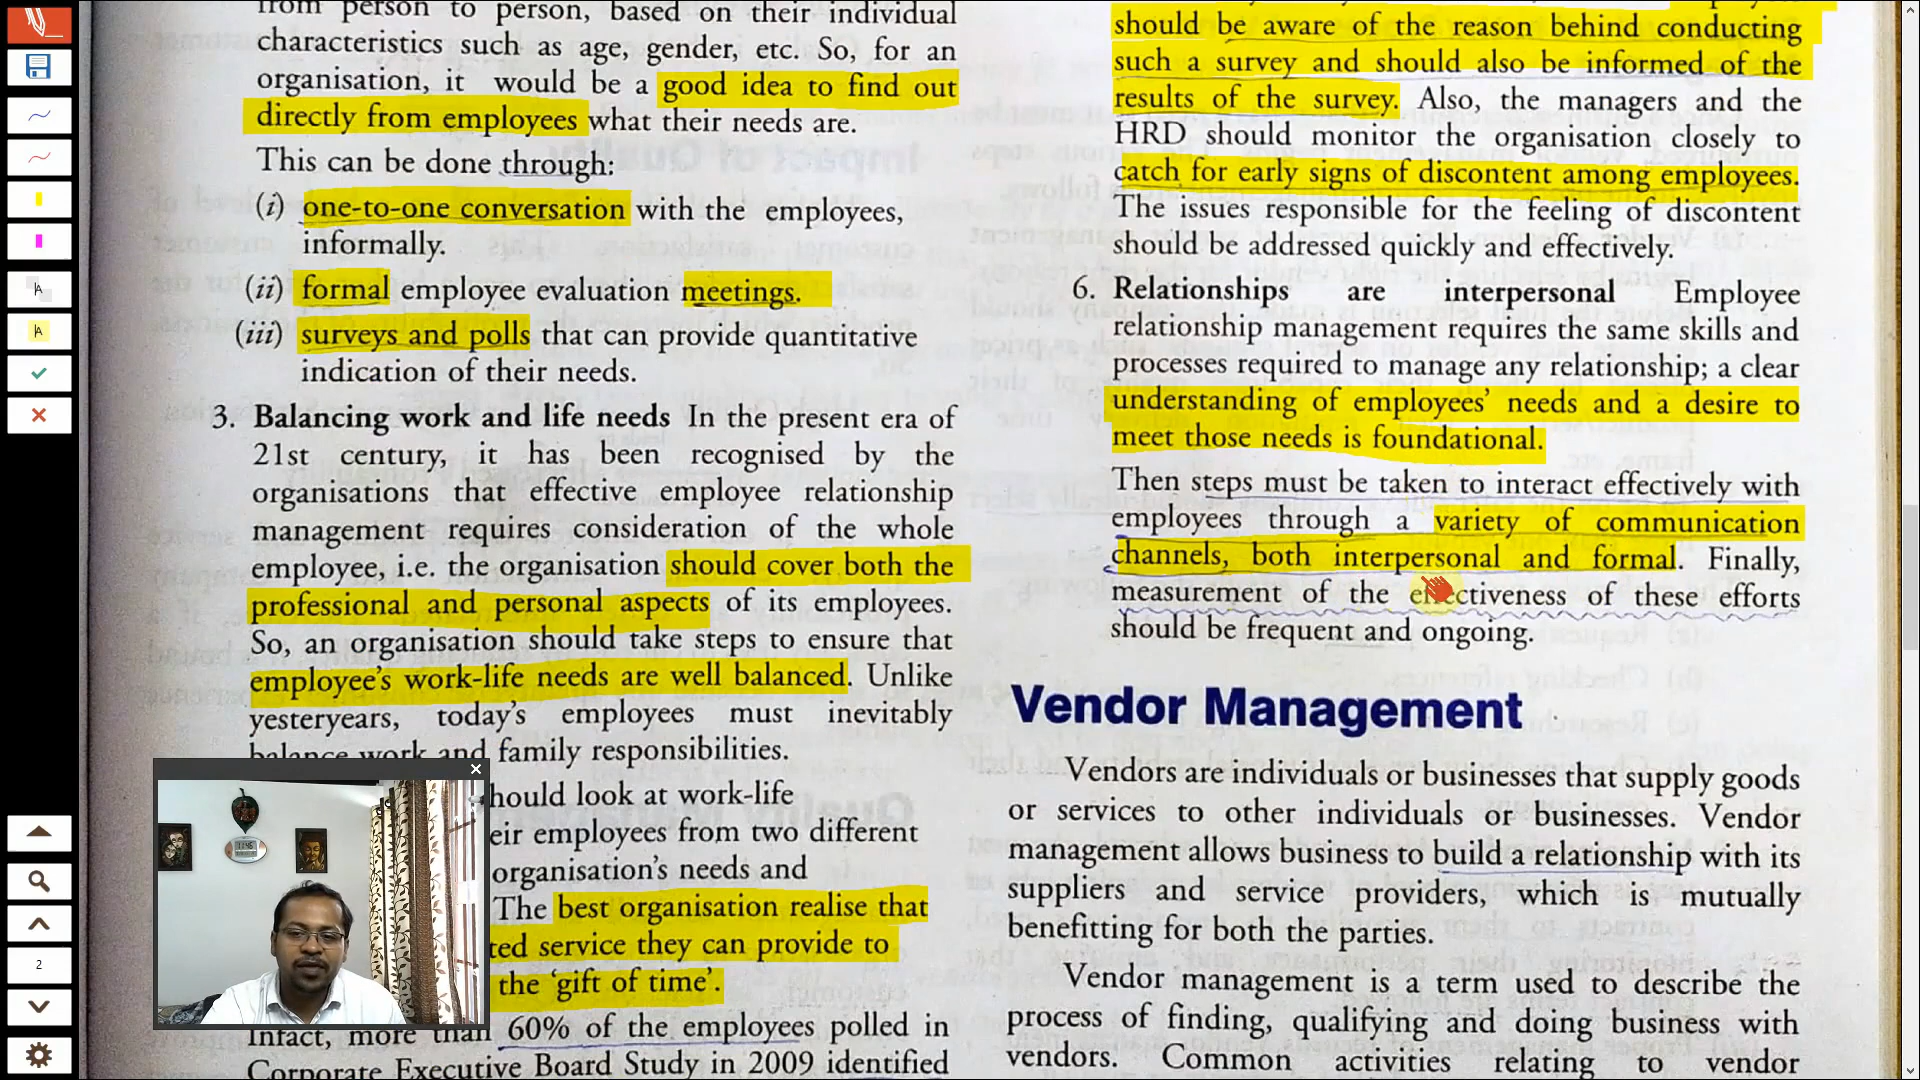 from person to person, based on their individual
characteristics such as age, gender, etc. So, for an
organisation, it would be a good idea to find out
directly from employees what their needs are.
This can be done through:
(i) one-to-one conversation with the employees,
informally.
(ii) formal employee evaluation meetings.
(iii) surveys and polls that can provide quantitative
indication of their needs.
3. Balancing work and life needs In the present era of
21st century, it has been recognised by the
organisations that effective employee relationship
management requires consideration of the whole
employee, i.e. the organisation should cover both the
professional and personal aspects of its employees.
So, an organisation should take steps to ensure that
employee's work-life needs are well balanced. Unlike
yesteryears, today's employees must inevitably
balance work and family responsibilities.
hould look at work-life
eir employees from two different
organisation's needs and
The best organisation realise that
ted service they can provide to
the 'gift of time'.
Infact, more than 60% of the employees polled in
Corporate Executive Board Study in 2009 identified
should be aware of the reason behind conducting
such a survey and should also be informed of the
results of the survey. Also, the managers and the
HRD should monitor the organisation closely to
catch for early signs of discontent among employees.
The issues responsible for the feeling of discontent
should be addressed quickly and effectively.
6. Relationships are interpersonal Employee
relationship management requires the same skills and
processes required to manage any relationship; a clear
understanding of employees' needs and a desire to
meet those needs is foundational.
Then steps must be taken to interact effectively with
employees through a variety of communication
channels, both interpersonal and formal. Finally,
measurement of the effectiveness of these efforts
should be frequent and ongoing.
Vendor Management
Vendors are individuals or businesses that supply goods
or services to other individuals or businesses. Vendor
management allows business to build a relationship with its
suppliers and service providers, which is mutually
benefitting for both the parties.
Vendor management is a term used to describe the
process of finding, qualifying and doing business with
vendors. Common activities relating to vendor
2